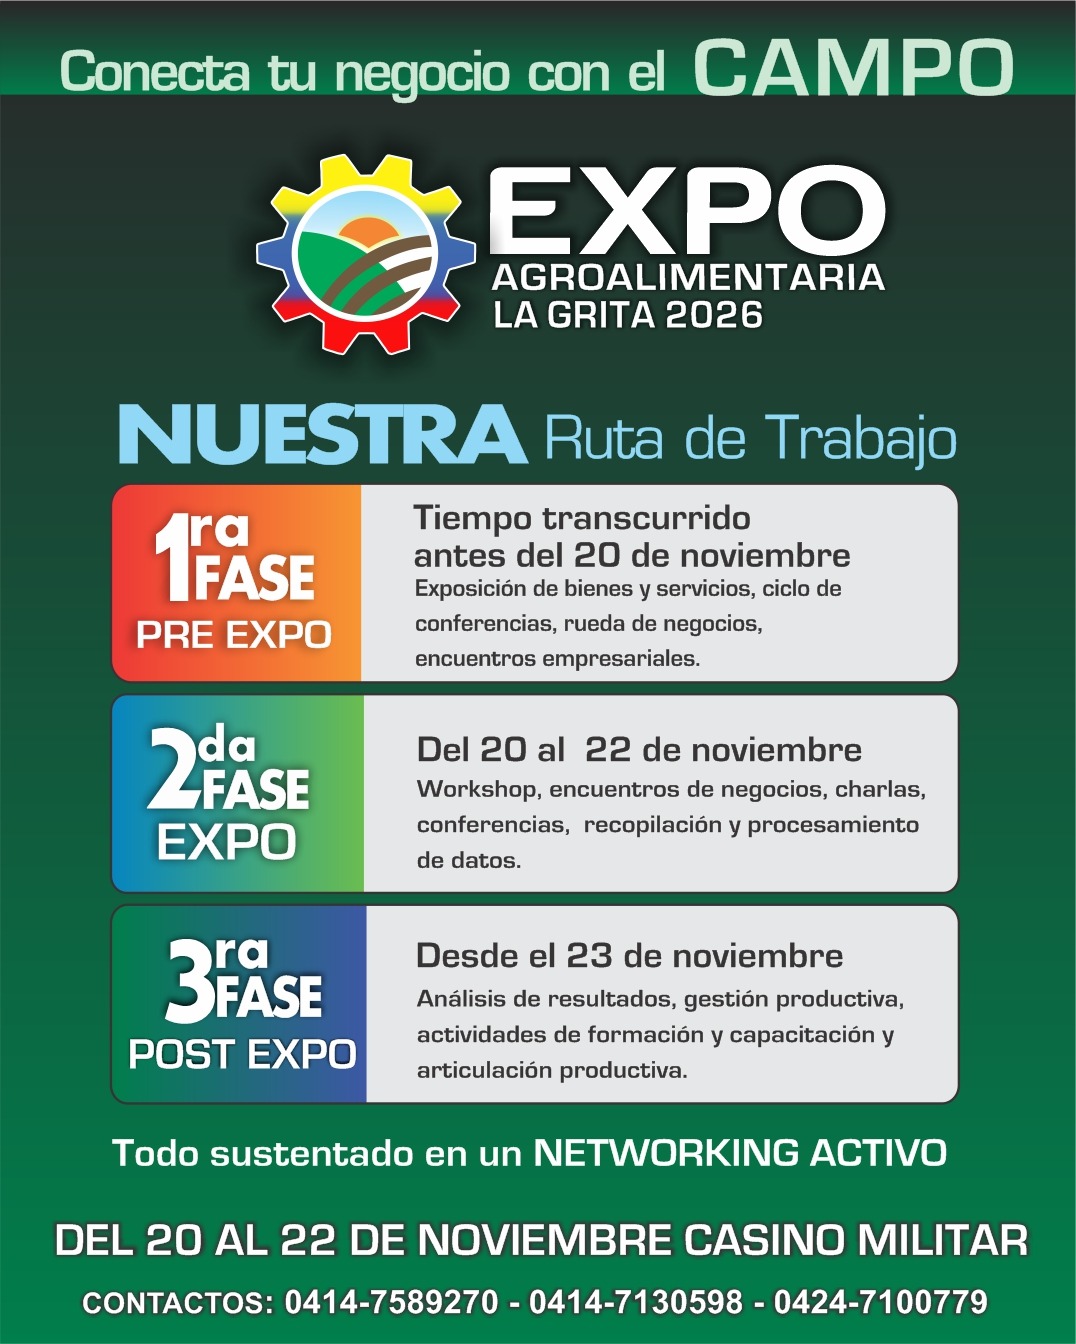 Conecta tu negocio con el CAMPO
EXPO
AGROALIMENTARIA
LA GRITA 2026
NUESTRA Ruta de Trabajo
1ra
FASE
PRE EXPO
Tiempo transcurrido
antes del 20 de noviembre
Exposición de bienes y servicios, ciclo de
conferencias, rueda de negocios,
encuentros empresariales.
2da
FASE
EXPO
Del 20 al  22 de noviembre
Workshop, encuentros de negocios, charlas,
conferencias,  recopilación y procesamiento
de datos.
3ra
FASE
POST EXPO
Desde el 23 de noviembre
Análisis de resultados, gestión productiva,
actividades de formación y capacitación y
articulación productiva.
Todo sustentado en un NETWORKING ACTIVO
DEL 20 AL 22 DE NOVIEMBRE CASINO MILITAR
CONTACTOS: 0414-7589270 - 0414-7130598 - 0424-7100779